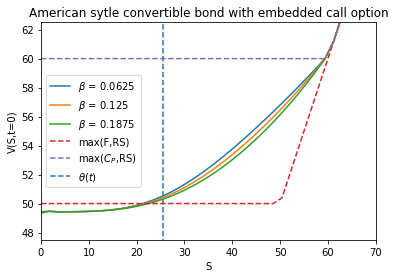 American sytle convertible bond with embedded call option
V(S,t=0)
62
60
58
56
54
52
50
48
β = 0.0625
β = 0.125
β = 0.1875
max(F,RS)
max(C_P,RS)
θ(t)
0 10 20 30 40 50 60 70
S